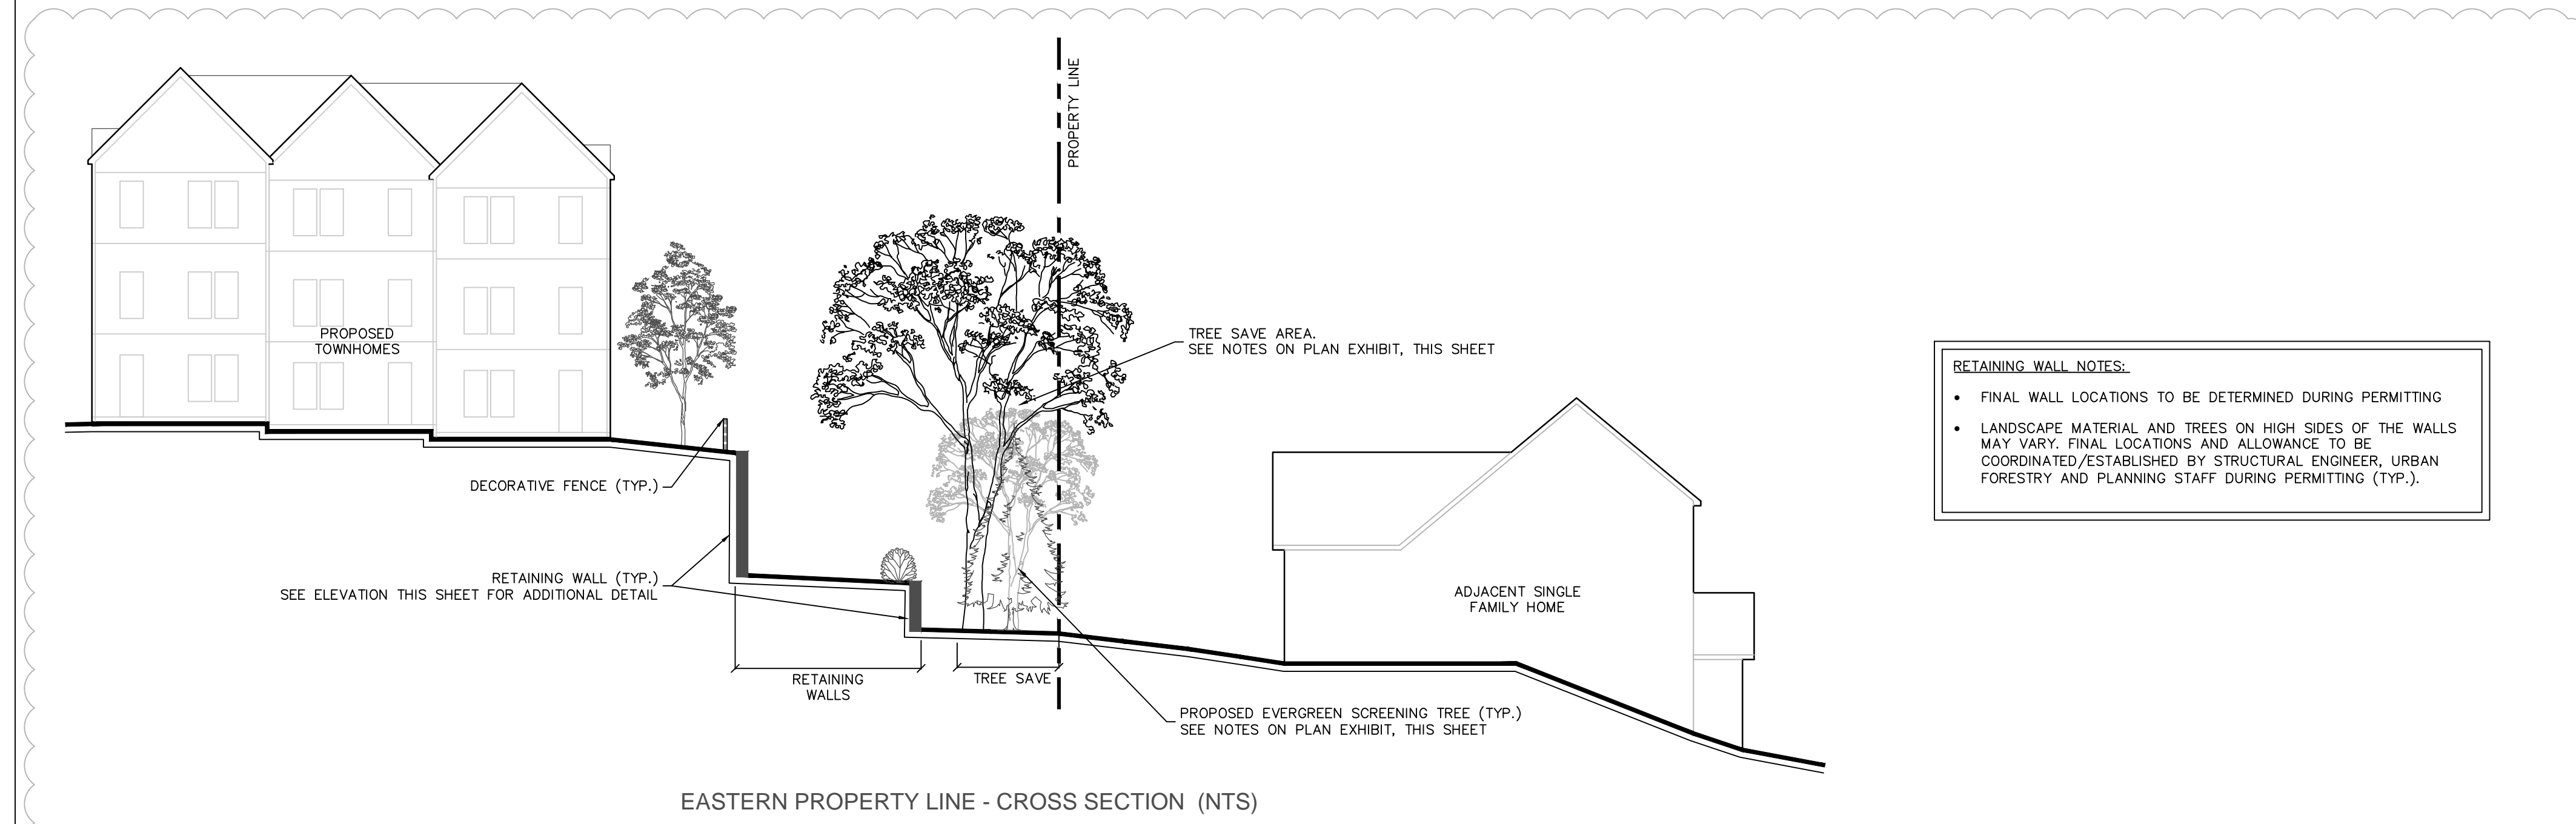 PROPERTY LINE
PROPOSED
TOWNHOMES
TREE SAVE AREA.
SEE NOTES ON PLAN EXHIBIT, THIS SHEET
RETAINING WALL NOTES:
• FINAL WALL LOCATIONS TO BE DETERMINED DURING PERMITTING
• LANDSCAPE MATERIAL AND TREES ON HIGH SIDES OF THE WALLS
MAY VARY. FINAL LOCATIONS AND ALLOWANCE TO BE
COORDINATED/ESTABLISHED BY STRUCTURAL ENGINEER, URBAN
FORESTRY AND PLANNING STAFF DURING PERMITTING (TYP.).
DECORATIVE FENCE (TYP.)
RETAINING WALL (TYP.)
SEE ELEVATION THIS SHEET FOR ADDITIONAL DETAIL
ADJACENT SINGLE
FAMILY HOME
RETAINING
WALLS
TREE SAVE
PROPOSED EVERGREEN SCREENING TREE (TYP.)
SEE NOTES ON PLAN EXHIBIT, THIS SHEET
EASTERN PROPERTY LINE - CROSS SECTION (NTS)